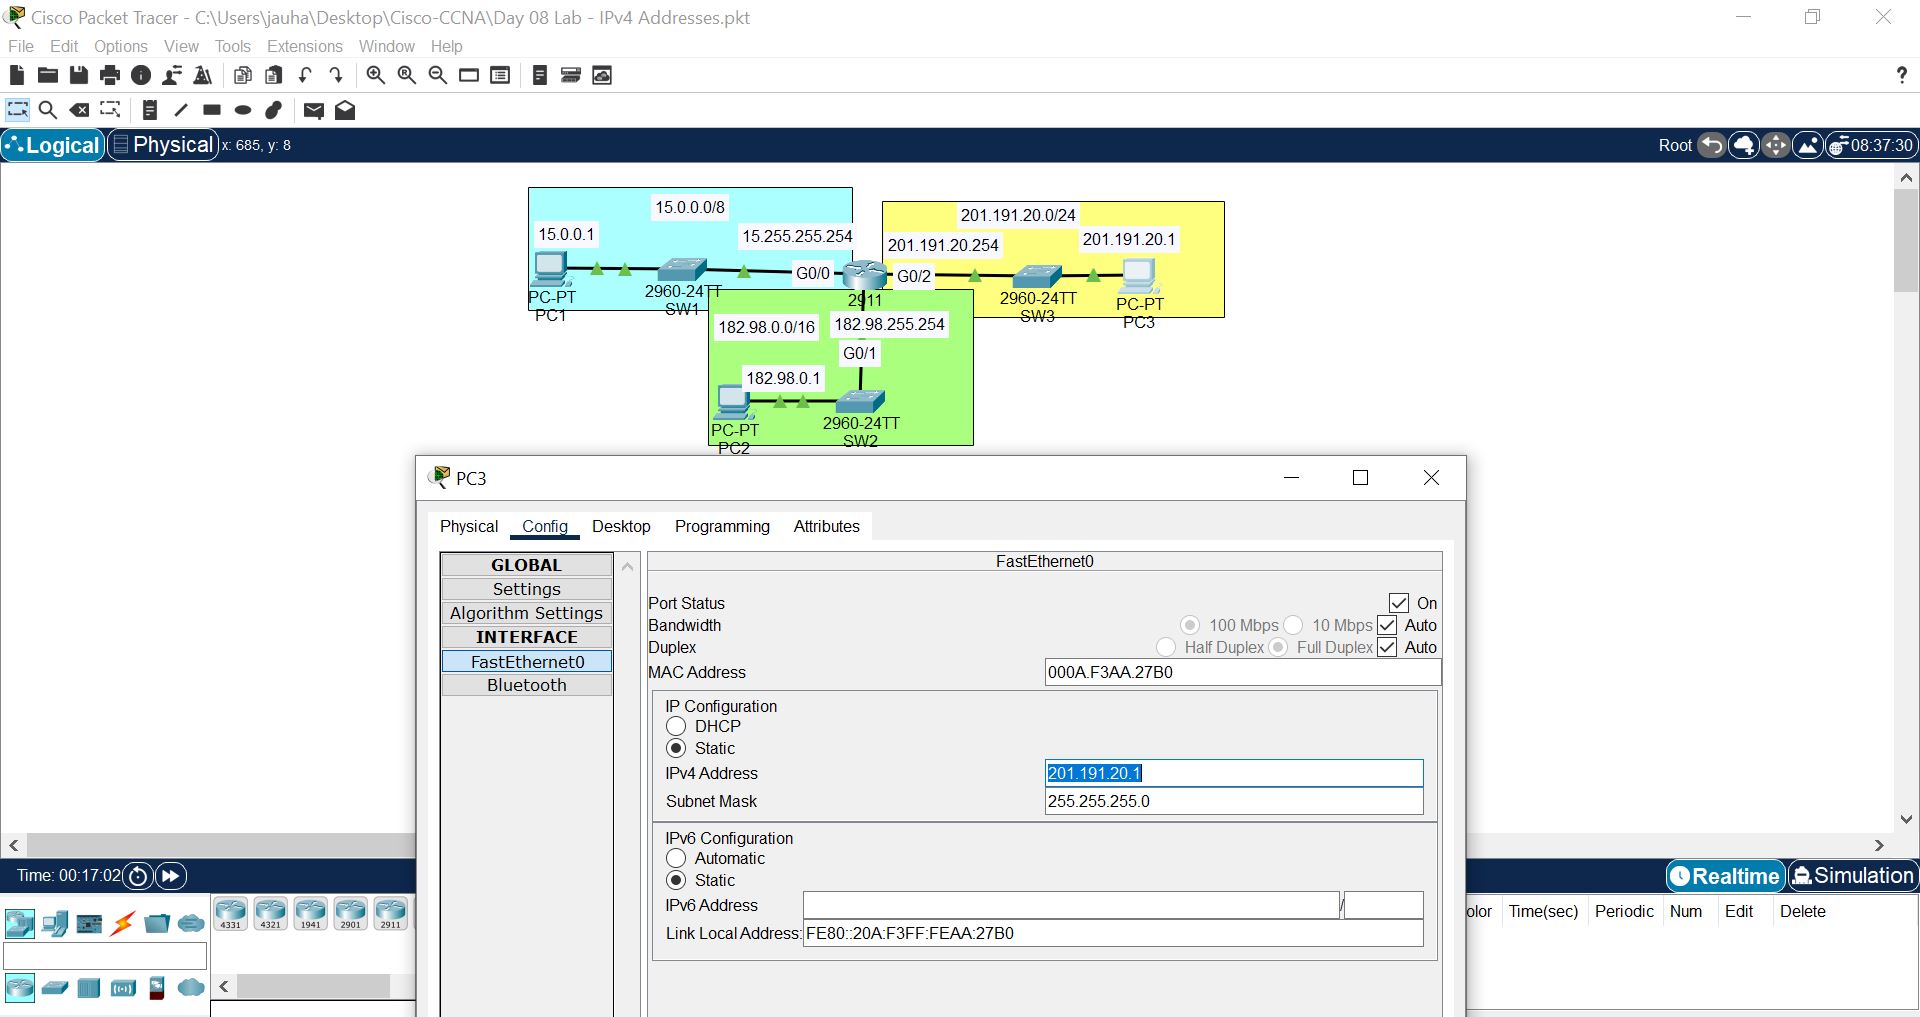 Cisco Packet Tracer - C:\Users\jauha\Desktop\Cisco-CCNA\Day 08 Lab - IPv4 Addresses.pkt
File Edit Options View Tools Extensions Window Help
?
Logical Physical x: 685, y: 8
Root 08:37:30
15.0.0.0/8
15.0.0.1
15.255.255.254
G0/0
PC-PT
PC1
2960-24TT
SW1
2911
201.191.20.0/24
201.191.20.254
201.191.20.1
G0/2
2960-24TT
SW3
PC-PT
PC3
182.98.0.0/16
182.98.255.254
G0/1
182.98.0.1
PC-PT
PC2
2960-24TT
SW2
PC3
Physical Config Desktop Programming Attributes
GLOBAL
Settings
Algorithm Settings
INTERFACE
FastEthernet0
Bluetooth
FastEthernet0
Port Status On
Bandwidth 100 Mbps 10 Mbps Auto
Duplex Half Duplex Full Duplex Auto
MAC Address 000A.F3AA.27B0
IP Configuration
DHCP
Static
IPv4 Address 201.191.20.1
Subnet Mask 255.255.255.0
IPv6 Configuration
Automatic
Static
IPv6 Address /
Link Local Address: FE80::20A:F3FF:FEAA:27B0
Time: 00:17:02
Realtime Simulation
4331 4321 1941 2901 2911
olor Time(sec) Periodic Num Edit Delete